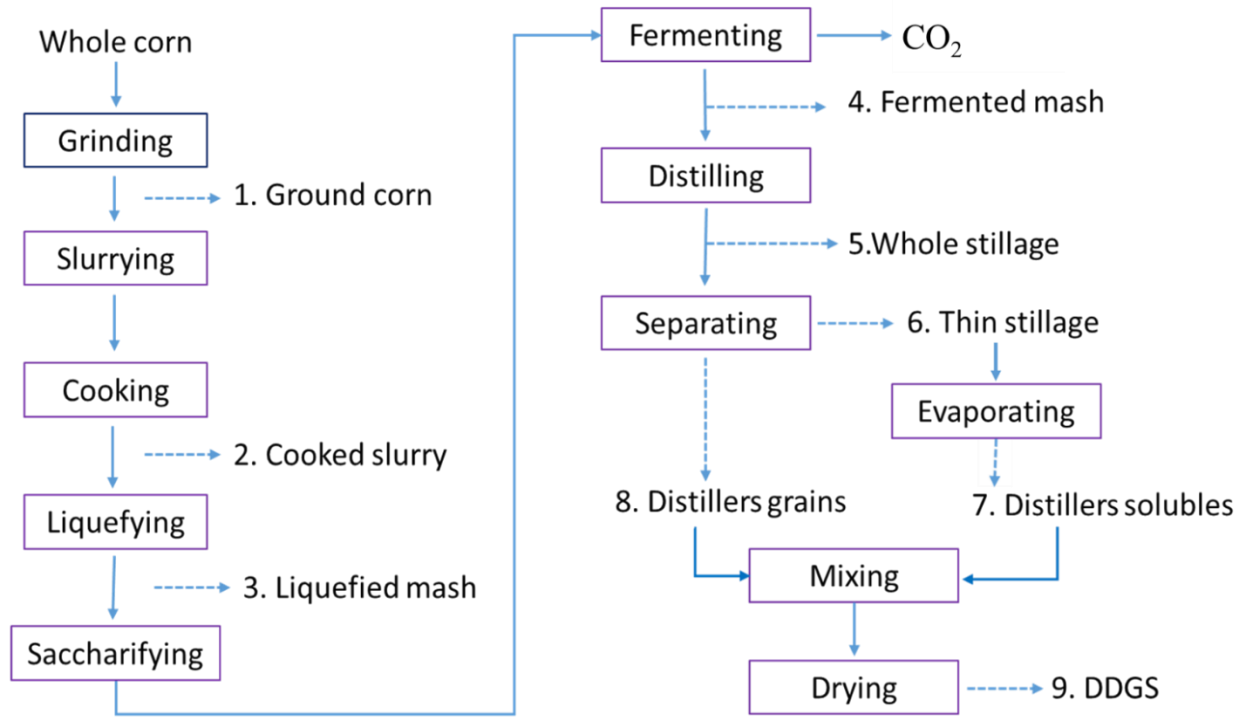 Whole corn
Grinding
1. Ground corn
Slurrying
Cooking
2. Cooked slurry
Liquefying
3. Liquefied mash
Saccharifying
Fermenting
CO₂
4. Fermented mash
Distilling
5.Whole stillage
Separating
6. Thin stillage
Evaporating
8. Distillers grains
7. Distillers solubles
Mixing
Drying
9. DDGS